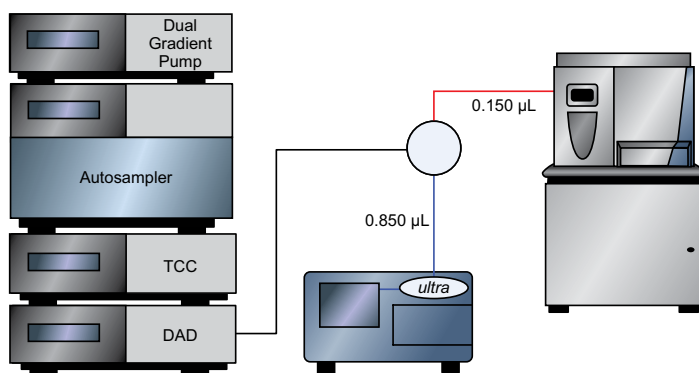 Dual
Gradient
Pump
Autosampler
TCC
DAD
0.150 µL
0.850 µL
ultra